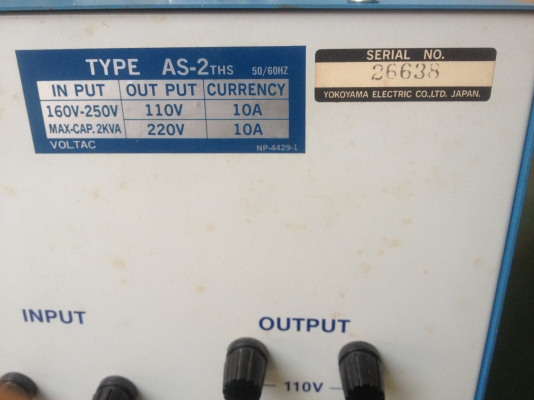 TYPE AS-2THS 50/60HZ
IN PUT OUT PUT CURRENCY
160V-250V 110V 10A
MAX-CAP.2KVA 220V 10A
VOLTAC NP-4429-1
SERIAL NO.
26638
YOKOYAMA ELECTRIC CO.,LTD. JAPAN.
INPUT
OUTPUT
110V